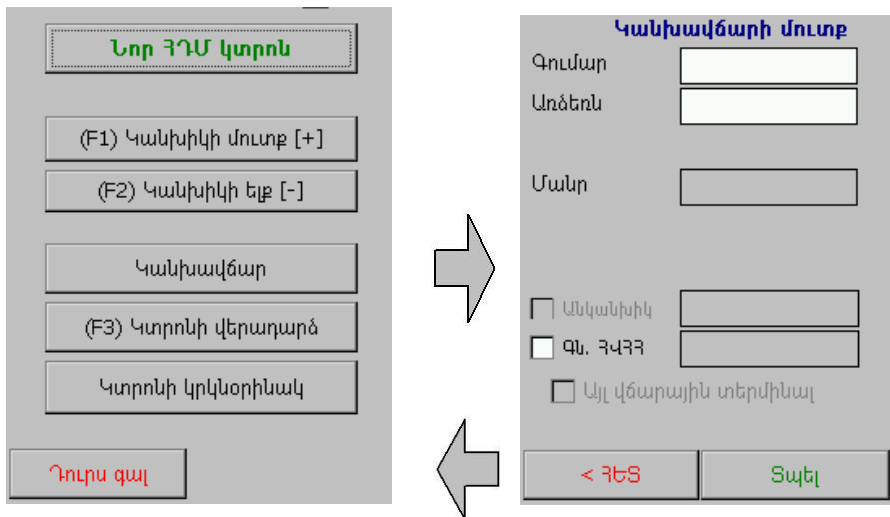 Նոր ՀԴՄ կտրոն
(F1) Կանխիկի մուտք [+]
(F2) Կանխիկի ելք [-]
Կանխավճար
(F3) Կտրոնի վերադարձ
Կտրոնի կրկնօրինակ
Դուրս գալ
Կանխավճարի մուտք
Գումար
Առձեռն
Մանր
Անկանխիկ
Գն. ՀՎՀՀ
Այլ վճարային տերմինալ
< ՀԵՏ
Տպել